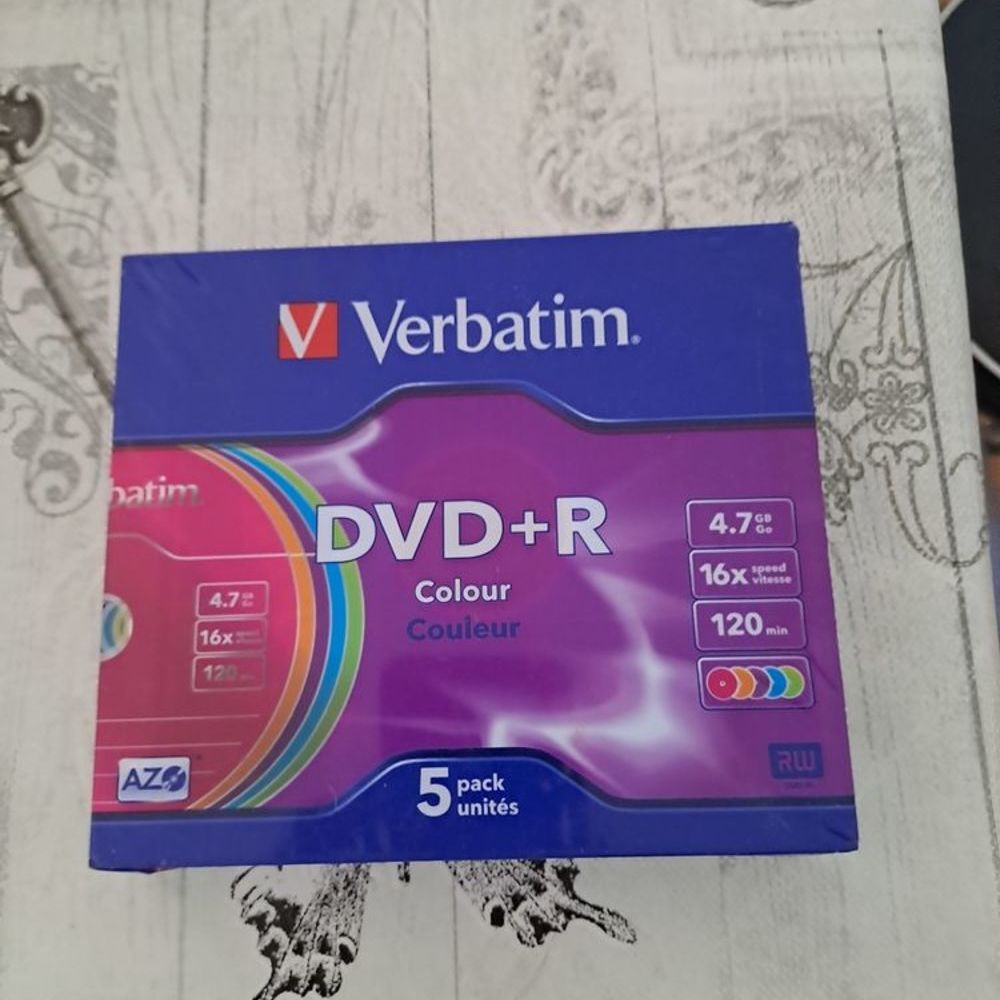 V Verbatim®
batim.
DVD+R
Colour
Couleur
4.7 GB Go
16x speed vitesse
120 min
4.7
16x
120
AZO
RW
5 pack unités